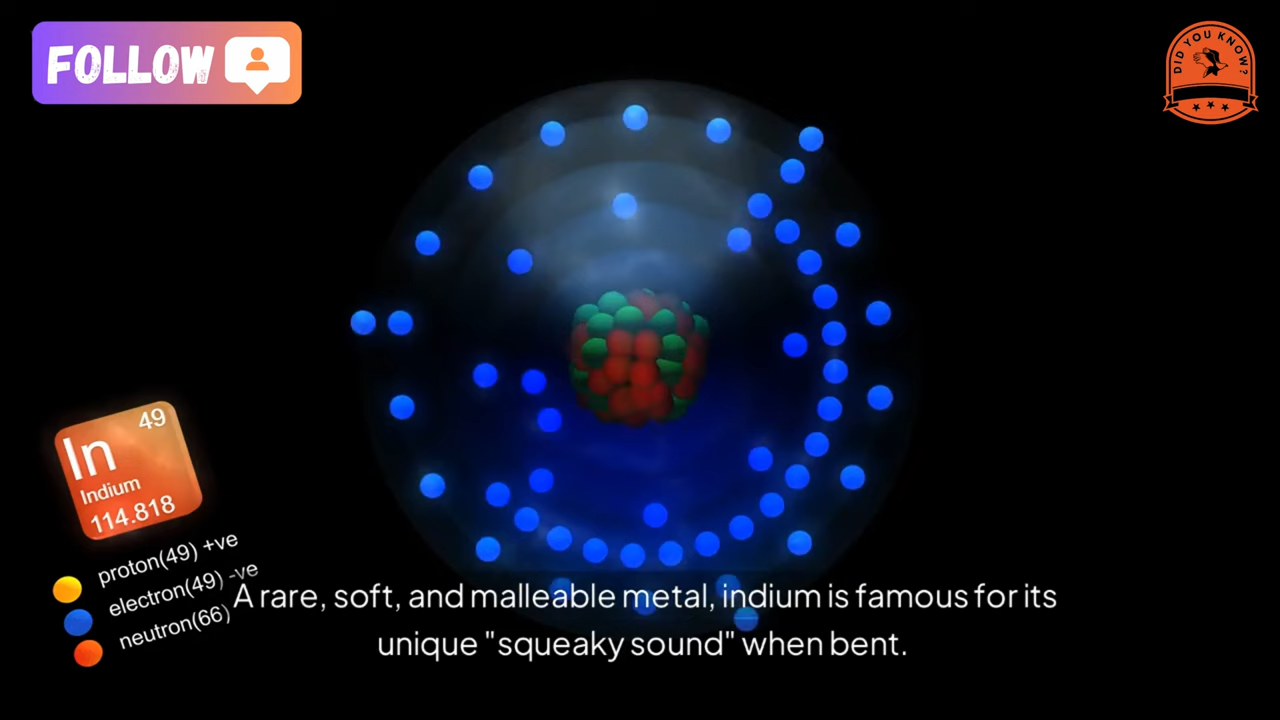 FOLLOW
DID YOU KNOW?
49
In
Indium
114.818
proton(49) +ve
electron(49) -ve
neutron(66)
A rare, soft, and malleable metal, indium is famous for its
unique "squeaky sound" when bent.